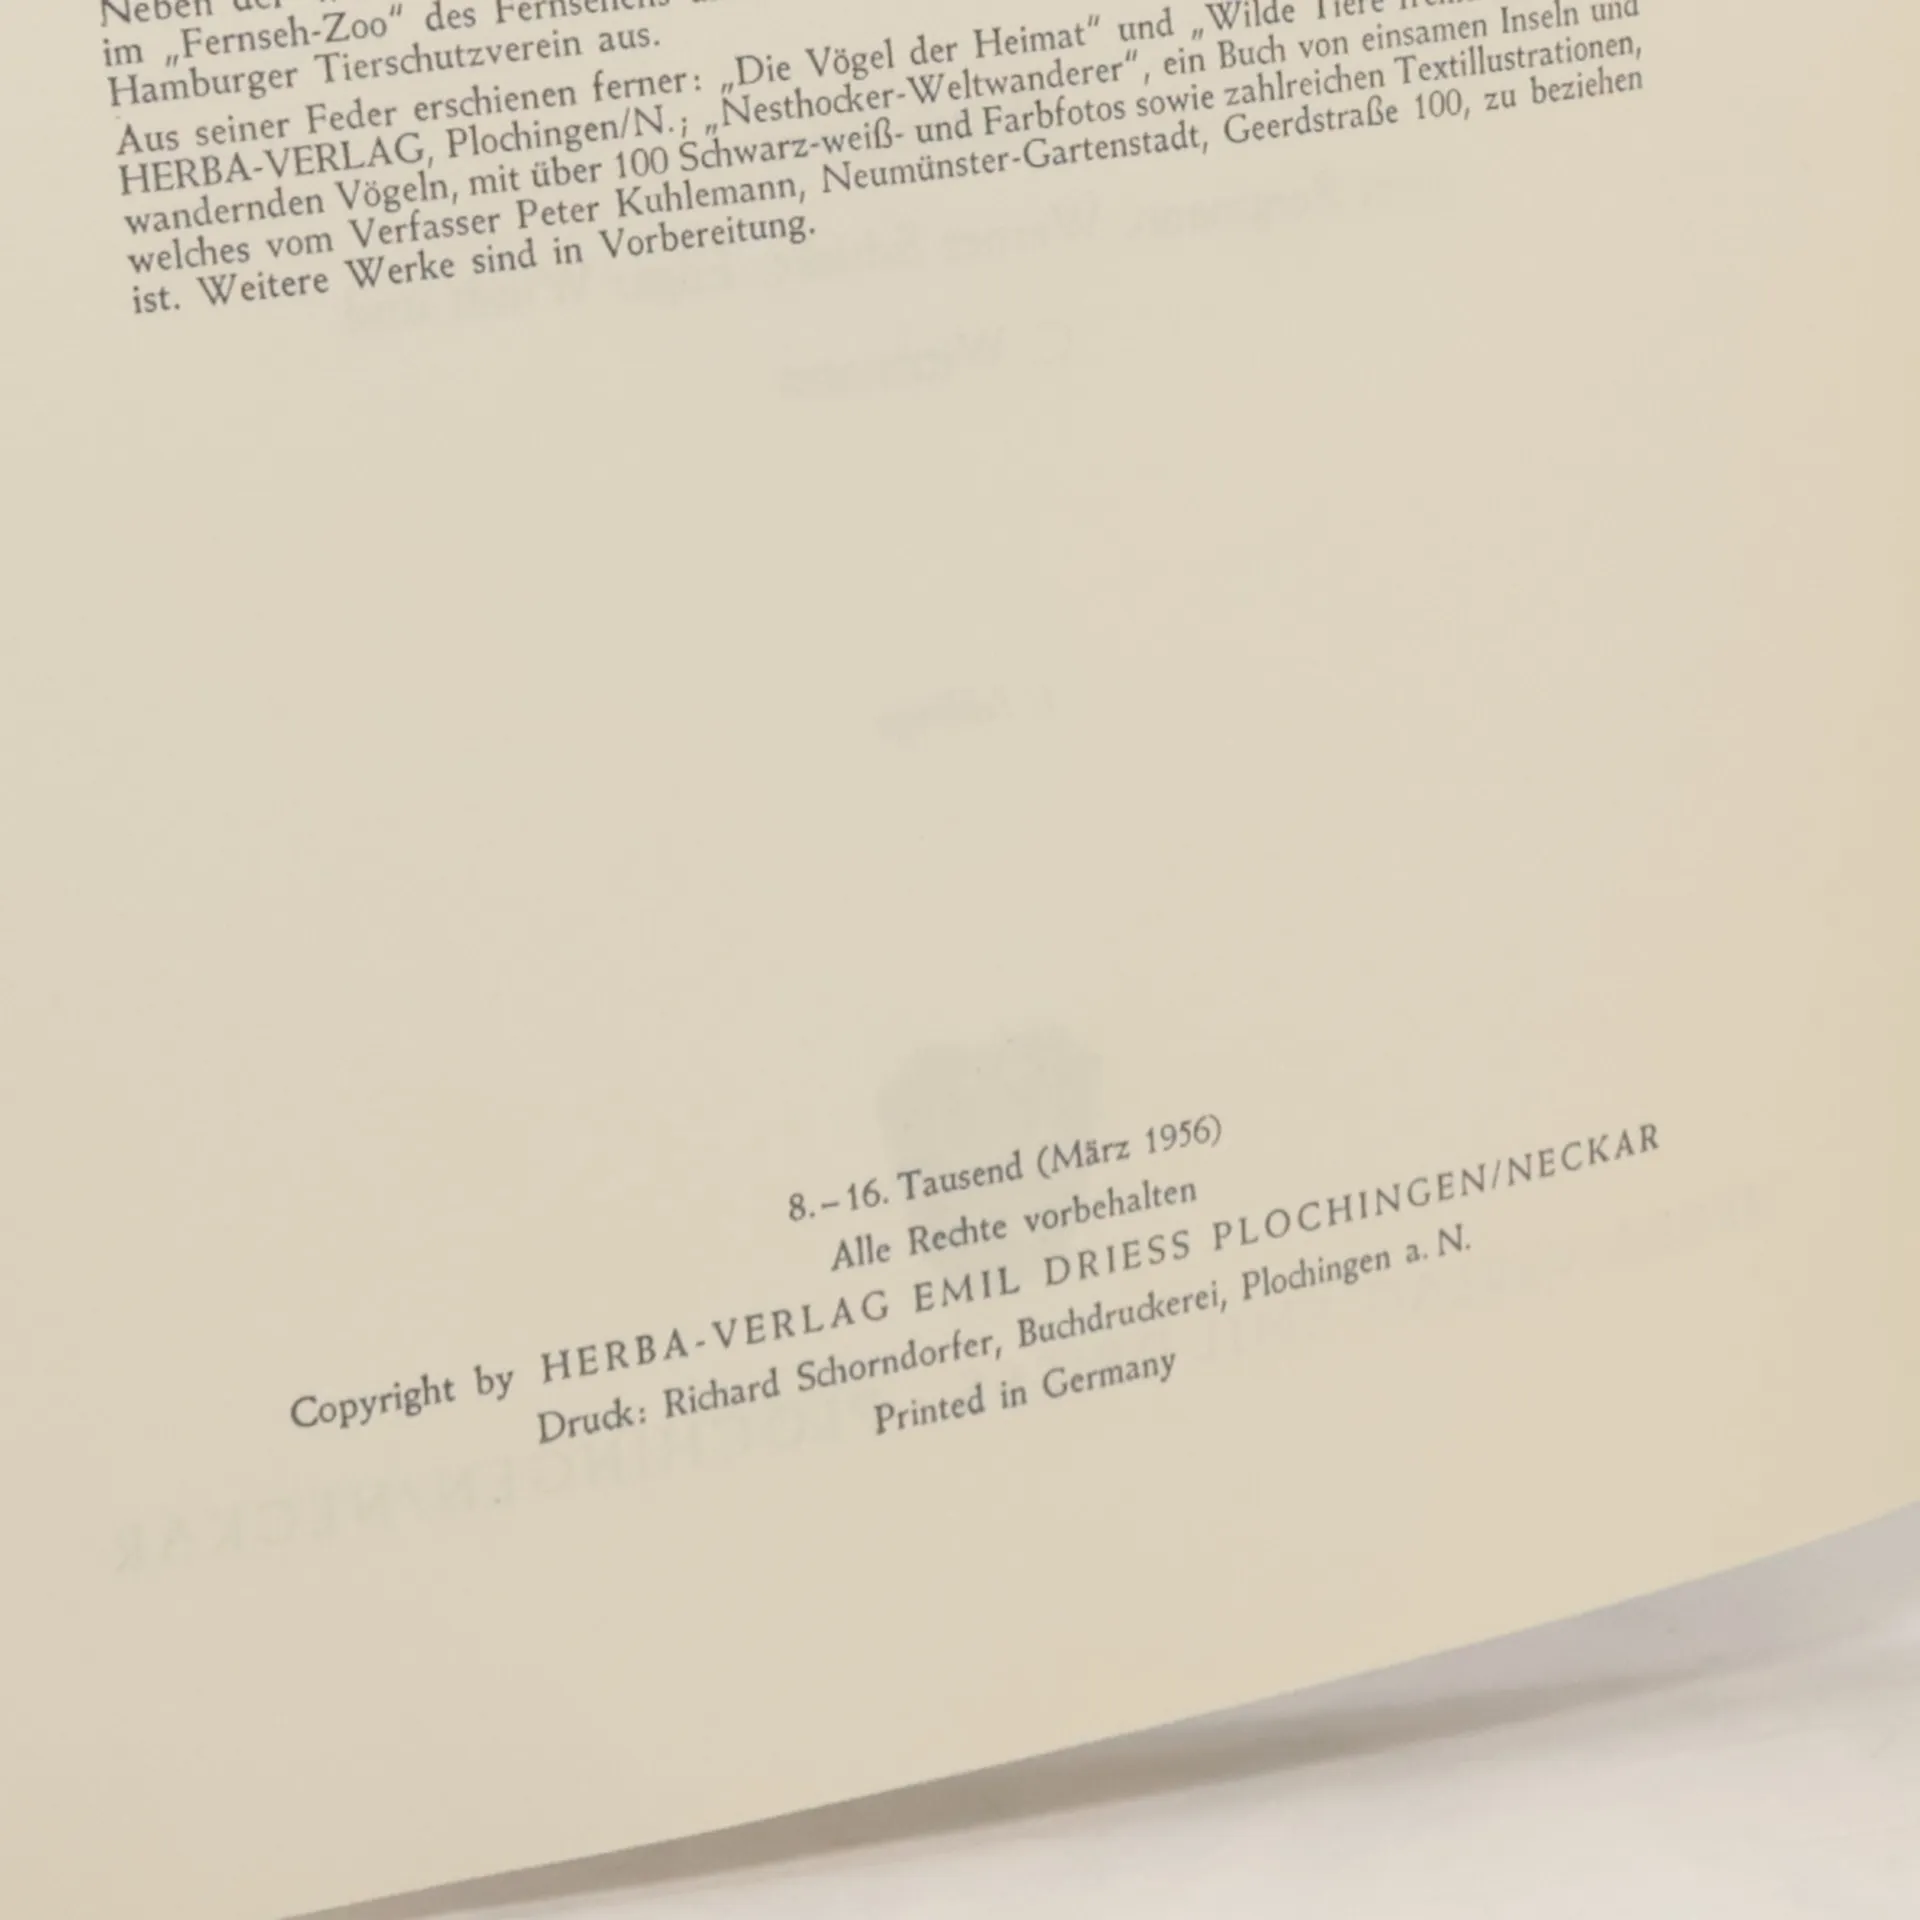 Neben der
im „Fernseh-Zoo“ des Fernsehens
Hamburger Tierschutzverein aus.
Aus seiner Feder erschienen ferner: „Die Vögel der Heimat“ und „Wilde Tiere
HERBA-VERLAG, Plochingen/N.; „Nesthocker-Weltwanderer“, ein Buch von einsamen Inseln und
wandernden Vögeln, mit über 100 Schwarz-weiß- und Farbfotos sowie zahlreichen Textillustrationen,
welches vom Verfasser Peter Kuhlemann, Neumünster-Gartenstadt, Geerdstraße 100, zu beziehen
ist. Weitere Werke sind in Vorbereitung.
8.–16. Tausend (März 1956)
Alle Rechte vorbehalten
Copyright by HERBA-VERLAG EMIL DRIESS PLOCHINGEN/NECKAR
Druck: Richard Schorndorfer, Buchdruckerei, Plochingen a. N.
Printed in Germany